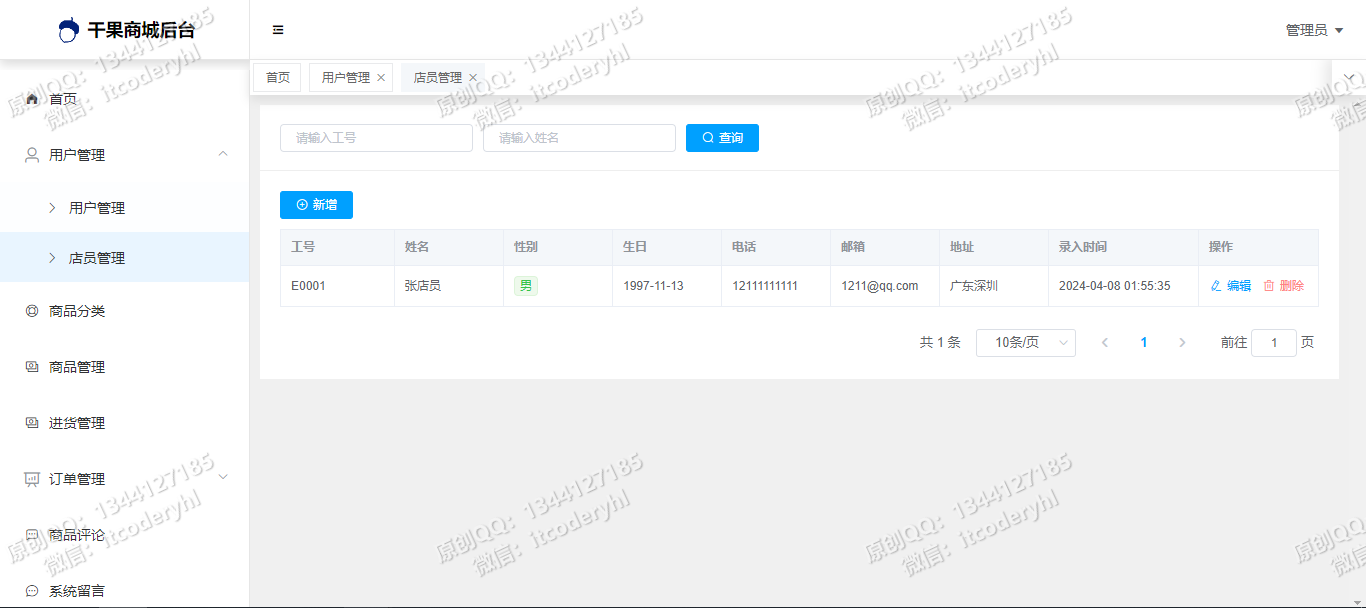 干果商城后台
管理员
首页
用户管理
店员管理
首页
用户管理
用户管理
店员管理
商品分类
商品管理
进货管理
订单管理
商品评论
系统留言
请输入工号 请输入姓名 查询
新增
工号 姓名 性别 生日 电话 邮箱 地址 录入时间 操作
E0001 张店员 男 1997-11-13 12111111111 1211@qq.com 广东深圳 2024-04-08 01:55:35 编辑 删除
共 1 条 10条/页 1 前往 1 页
原创QQ：1344127185
微信：itcoderyhl
原创QQ：1344127185
微信：itcoderyhl
原创QQ：1344127185
微信：itcoderyhl
原创QQ
微信
原创QQ：1344127185
微信：itcoderyhl
原创QQ：1344127185
微信：itcoderyhl
原创QQ：1344127185
微信：itcoderyhl
原创QQ
微信